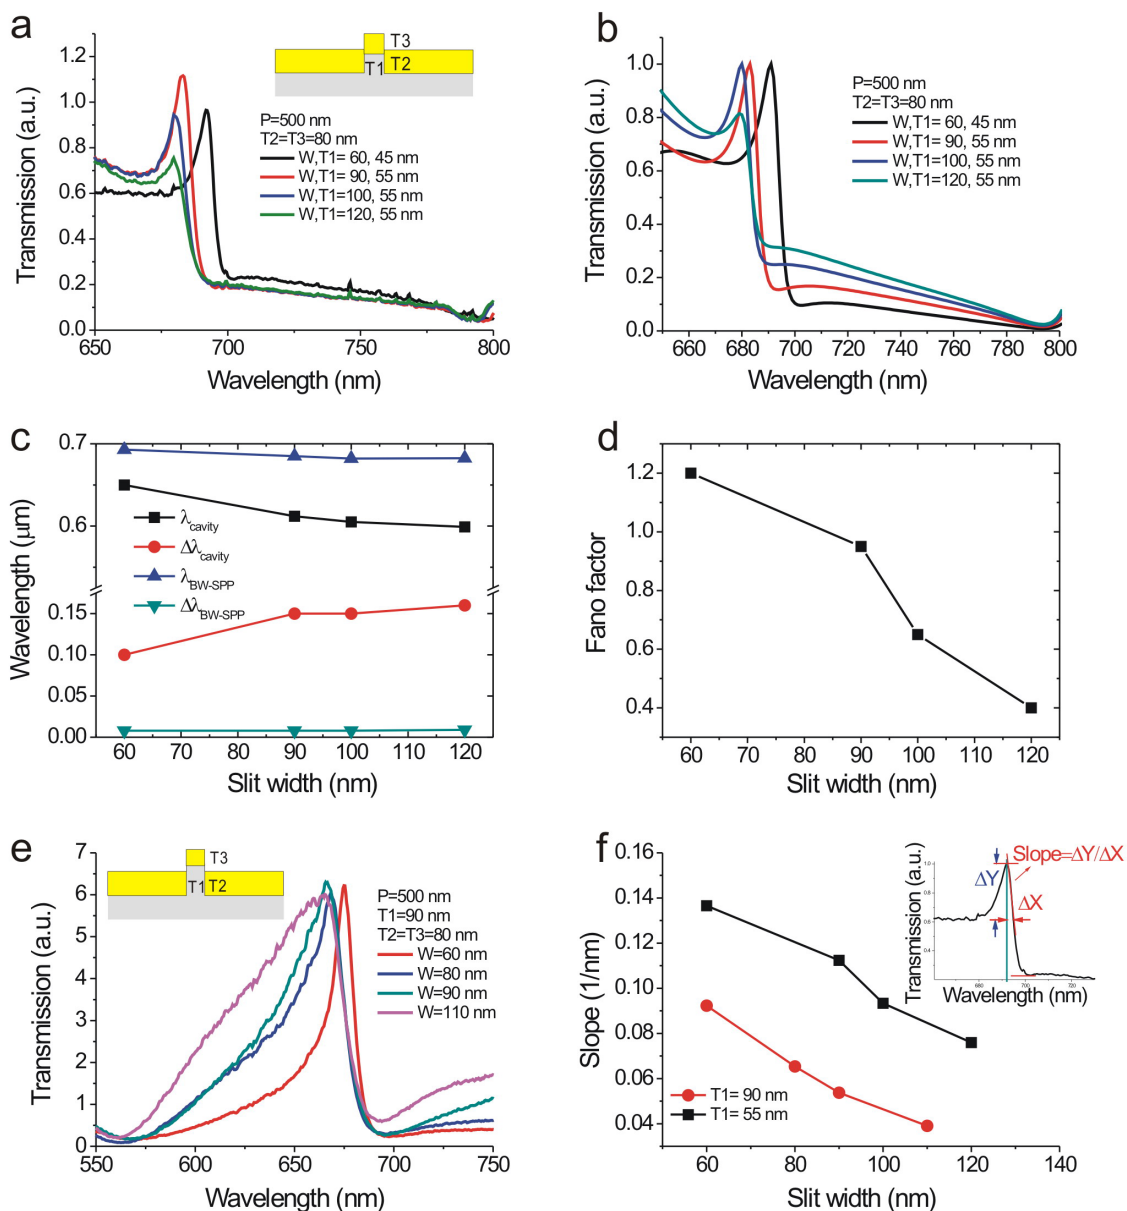 a
T3
T1 T2
P=500 nm
T2=T3=80 nm
W,T1= 60, 45 nm
W,T1= 90, 55 nm
W,T1=100, 55 nm
W,T1=120, 55 nm
Transmission (a.u.)
1.2
1.0
0.8
0.6
0.4
0.2
0.0
650 700 750 800
Wavelength (nm)
b
P=500 nm
T2=T3=80 nm
W,T1= 60, 45 nm
W,T1= 90, 55 nm
W,T1=100, 55 nm
W,T1=120, 55 nm
Transmission (a.u.)
1.0
0.8
0.6
0.4
0.2
0.0
660 680 700 720 740 760 780 800
Wavelength (nm)
c
Wavelength (μm)
0.7
0.6
0.15
0.10
0.05
0.00
λcavity
Δλcavity
λBW-SPP
ΔλBW-SPP
60 70 80 90 100 110 120
Slit width (nm)
d
Fano factor
1.2
1.0
0.8
0.6
0.4
60 70 80 90 100 110 120
Slit width (nm)
e
T3
T1 T2
P=500 nm
T1=90 nm
T2=T3=80 nm
W=60 nm
W=80 nm
W=90 nm
W=110 nm
Transmission (a.u.)
7
6
5
4
3
2
1
0
550 600 650 700 750
Wavelength (nm)
f
Slope (1/nm)
0.16
0.14
0.12
0.10
0.08
0.06
0.04
T1= 90 nm
T1= 55 nm
60 80 100 120 140
Slit width (nm)
Slope=ΔY/ΔX
ΔY
ΔX
Transmission (a.u.)
1.0
0.8
0.6
0.4
680 700 720
Wavelength (nm)